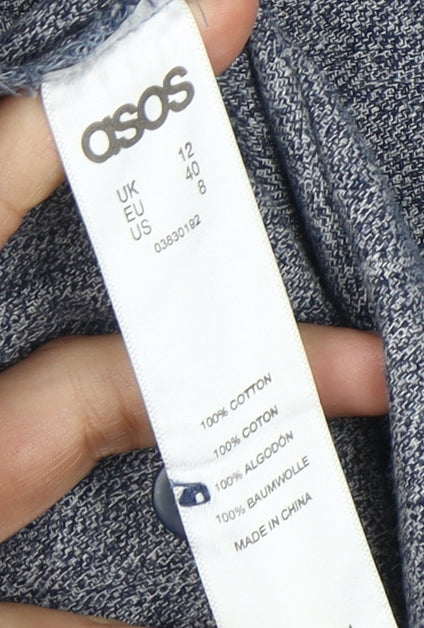 asos
UK 12
EU 40
US 8
03830192
100% COTTON
100% COTON
100% ALGODÓN
100% BAUMWOLLE
MADE IN CHINA